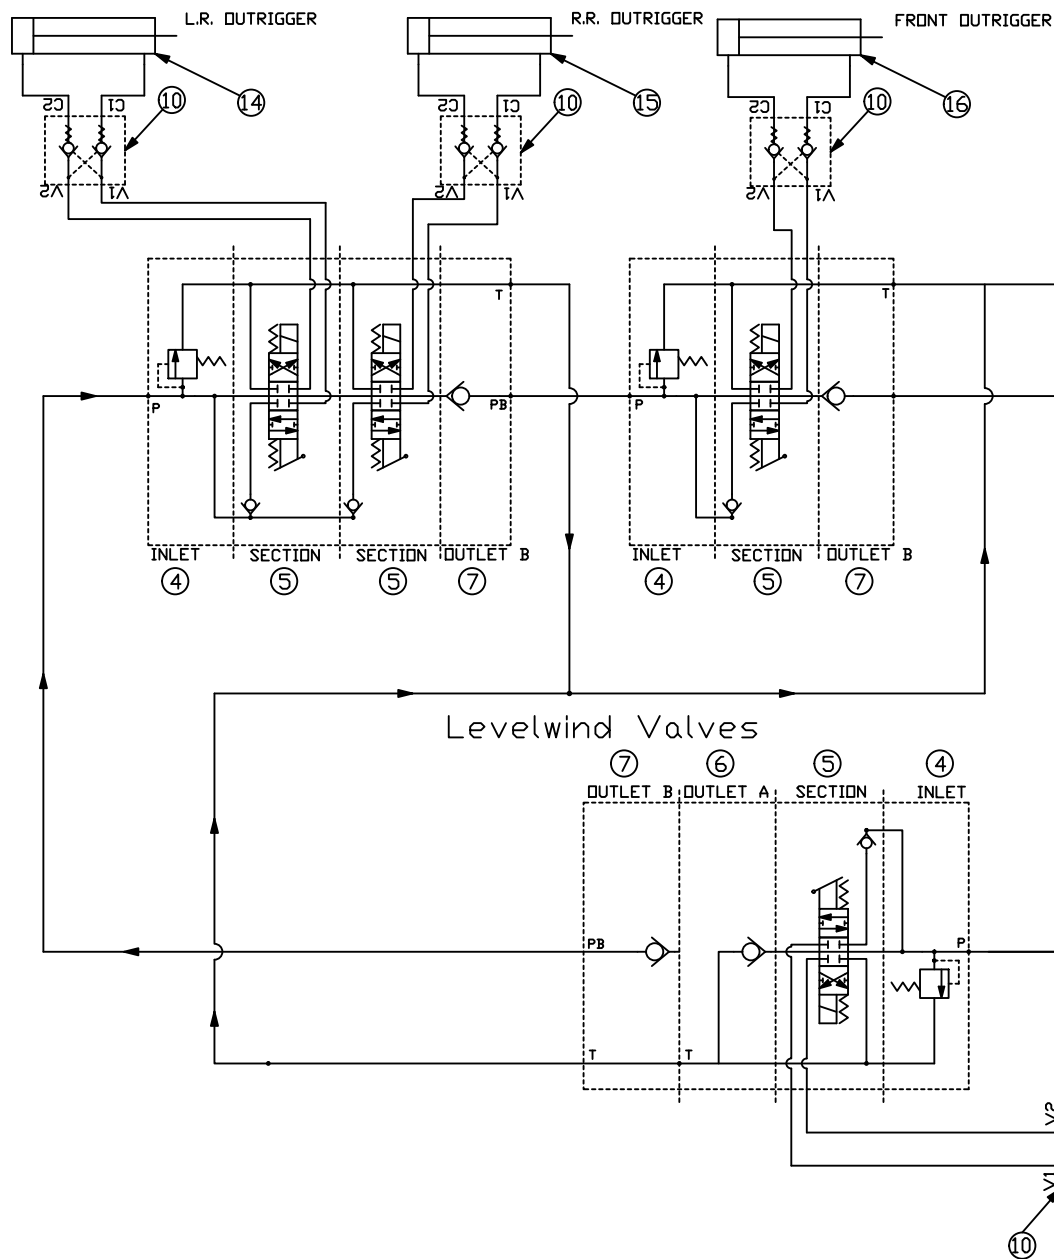 L.R. OUTRIGGER
R.R. OUTRIGGER
FRONT OUTRIGGER
14
15
16
10
10
10
C2 C1
C2 C1
C2 C1
V2 V1
V2 V1
V2 V1
T
T
P
PB
P
INLET SECTION SECTION OUTLET B
4 5 5 7
INLET SECTION OUTLET B
4 5 7
Levelwind Valves
7 6 5 4
OUTLET B OUTLET A SECTION INLET
PB
P
T
T
V2
V1
10